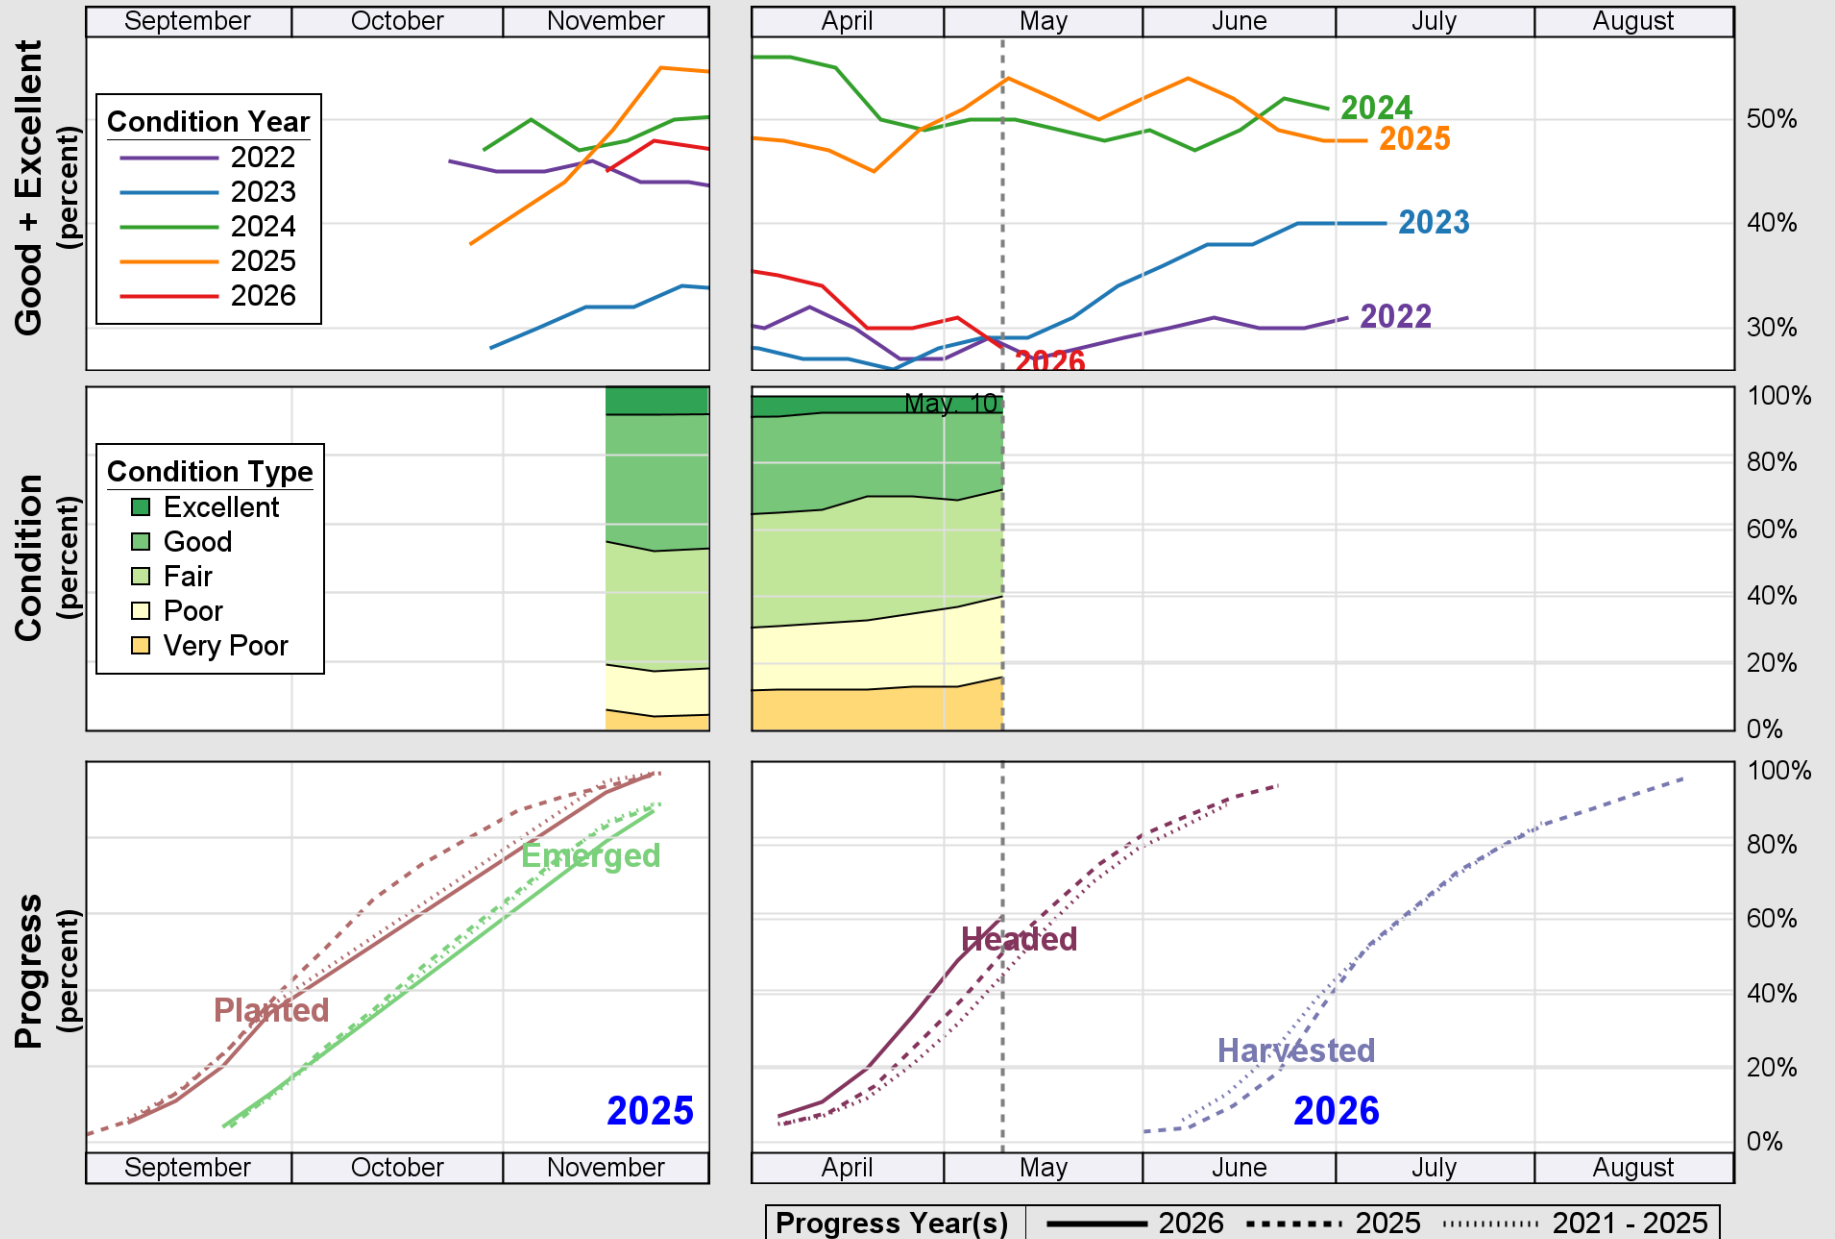 September October November April May June July August
Good + Excellent
(percent)
Condition Year
2022
2023
2024
2025
2026
2024
2025
2023
2022
2026
50%
40%
30%
Condition
(percent)
Condition Type
Excellent
Good
Fair
Poor
Very Poor
May. 10
100%
80%
60%
40%
20%
0%
Progress
(percent)
Planted
Emerged
2025
Headed
Harvested
2026
100%
80%
60%
40%
20%
0%
September October November April May June July August
Progress Year(s) 2026 2025 2021 - 2025